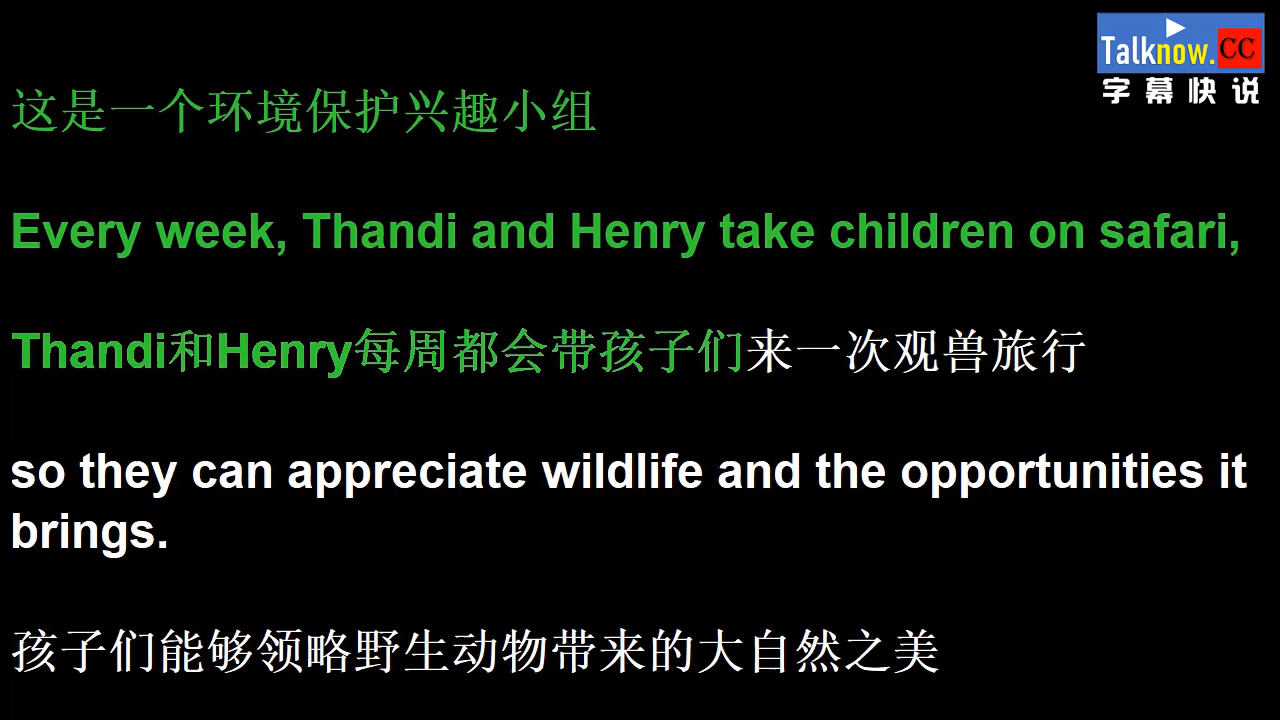 Talknow.CC
字幕快说
这是一个环境保护兴趣小组
Every week, Thandi and Henry take children on safari,
Thandi和Henry每周都会带孩子们来一次观兽旅行
so they can appreciate wildlife and the opportunities it
brings.
孩子们能够领略野生动物带来的大自然之美